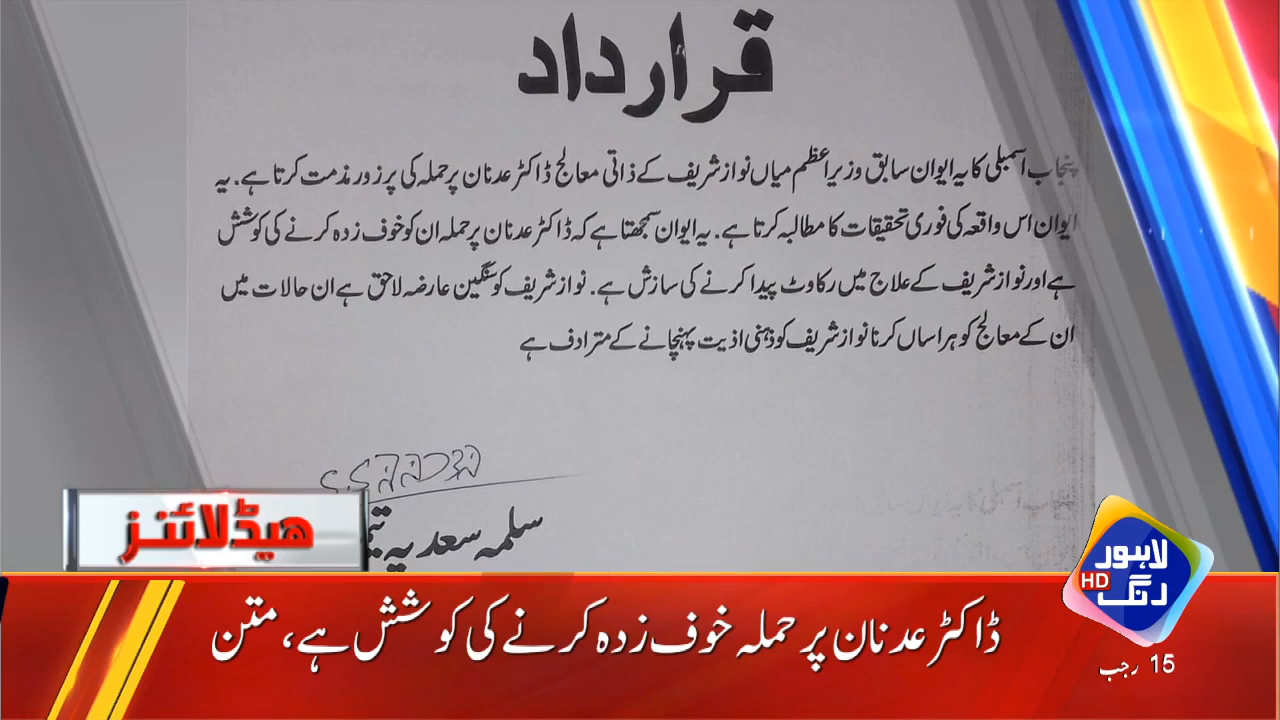 قرارداد
پنجاب اسمبلی کا یہ ایوان سابق وزیراعظم میاں نواز شریف کے ذاتی معالج ڈاکٹر عدنان پر حملہ کی پرزور مذمت کرتا ہے۔ یہ
ایوان اس واقعہ کی فوری تحقیقات کا مطالبہ کرتا ہے۔ یہ ایوان سمجھتا ہے کہ ڈاکٹر عدنان پر حملہ ان کو خوف زدہ کرنے کی کوشش
ہے اور نواز شریف کے علاج میں رکاوٹ پیدا کرنے کی سازش ہے۔ نواز شریف کو سنگین عارضہ لاحق ہے ان حالات میں
ان کے معالج کو ہراساں کرنا نواز شریف کو ذہنی اذیت پہنچانے کے مترادف ہے
سلمہ سعدیہ
ہیڈلائنز
لاہور
رنگ HD
ڈاکٹر عدنان پر حملہ خوف زدہ کرنے کی کوشش ہے، متن
15 رجب